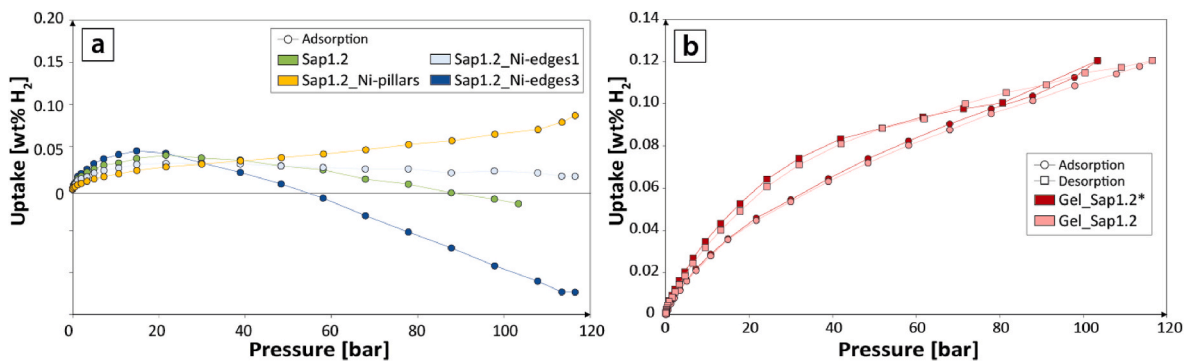 a
Uptake [wt% H2]
0.20
0.15
0.10
0.05
0
Adsorption
Sap1.2
Sap1.2_Ni-edges1
Sap1.2_Ni-pillars
Sap1.2_Ni-edges3
0 20 40 60 80 100 120
Pressure [bar]
b
Uptake [wt% H2]
0.14
0.12
0.10
0.08
0.06
0.04
0.02
0
Adsorption
Desorption
Gel_Sap1.2*
Gel_Sap1.2
0 20 40 60 80 100 120
Pressure [bar]